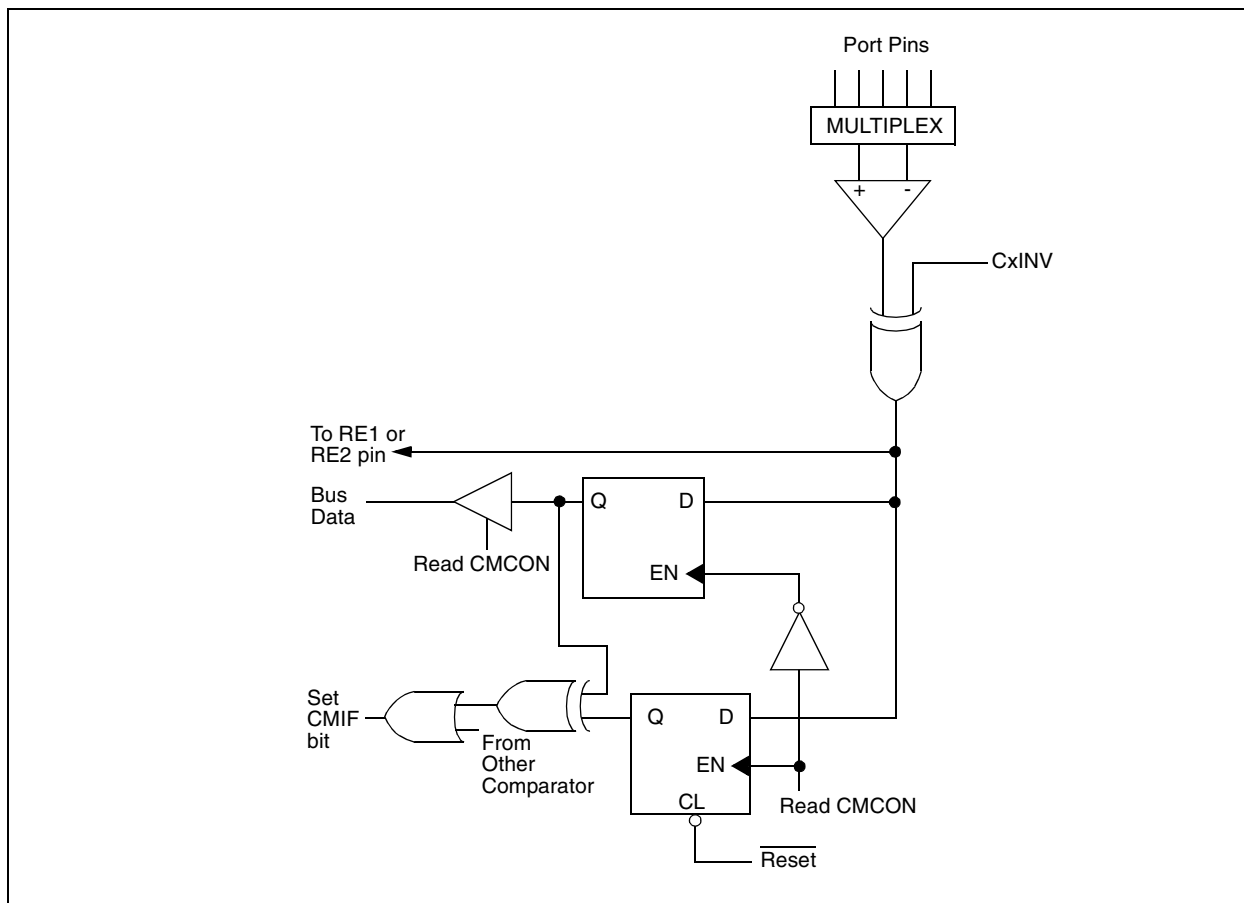 Port Pins
MULTIPLEX
+ -
CxINV
To RE1 or
RE2 pin
Bus
Data
Q D
EN
Read CMCON
Set
CMIF
bit
From
Other
Comparator
Q D
EN
CL
Read CMCON
Reset